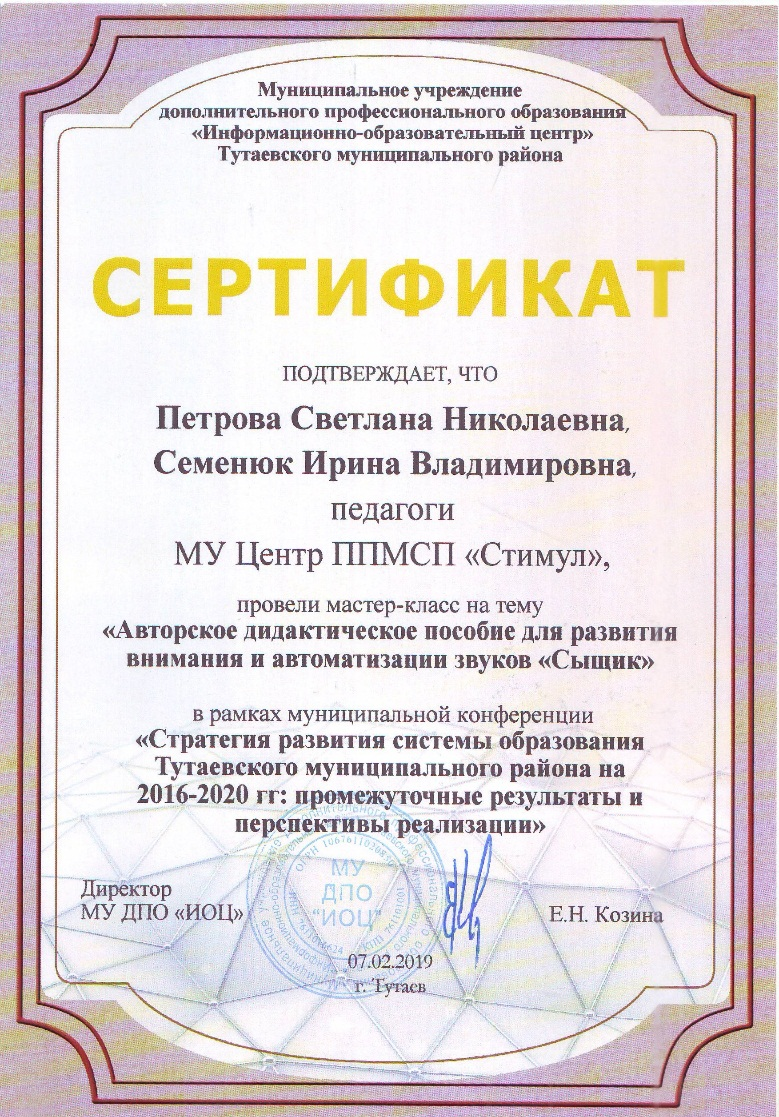 Муниципальное учреждение
дополнительного профессионального образования
«Информационно-образовательный центр»
Тутаевского муниципального района
СЕРТИФИКАТ
ПОДТВЕРЖДАЕТ, ЧТО
Петрова Светлана Николаевна,
Семенюк Ирина Владимировна,
педагоги
МУ Центр ППМСП «Стимул»,
провели мастер-класс на тему
«Авторское дидактическое пособие для развития
внимания и автоматизации звуков «Сыщик»
в рамках муниципальной конференции
«Стратегия развития системы образования
Тутаевского муниципального района на
2016-2020 гг: промежуточные результаты и
перспективы реализации»
МУ
ДПО
"ИОЦ"
Директор
МУ ДПО «ИОЦ»
Е.Н. Козина
07.02.2019
г. Тутаев